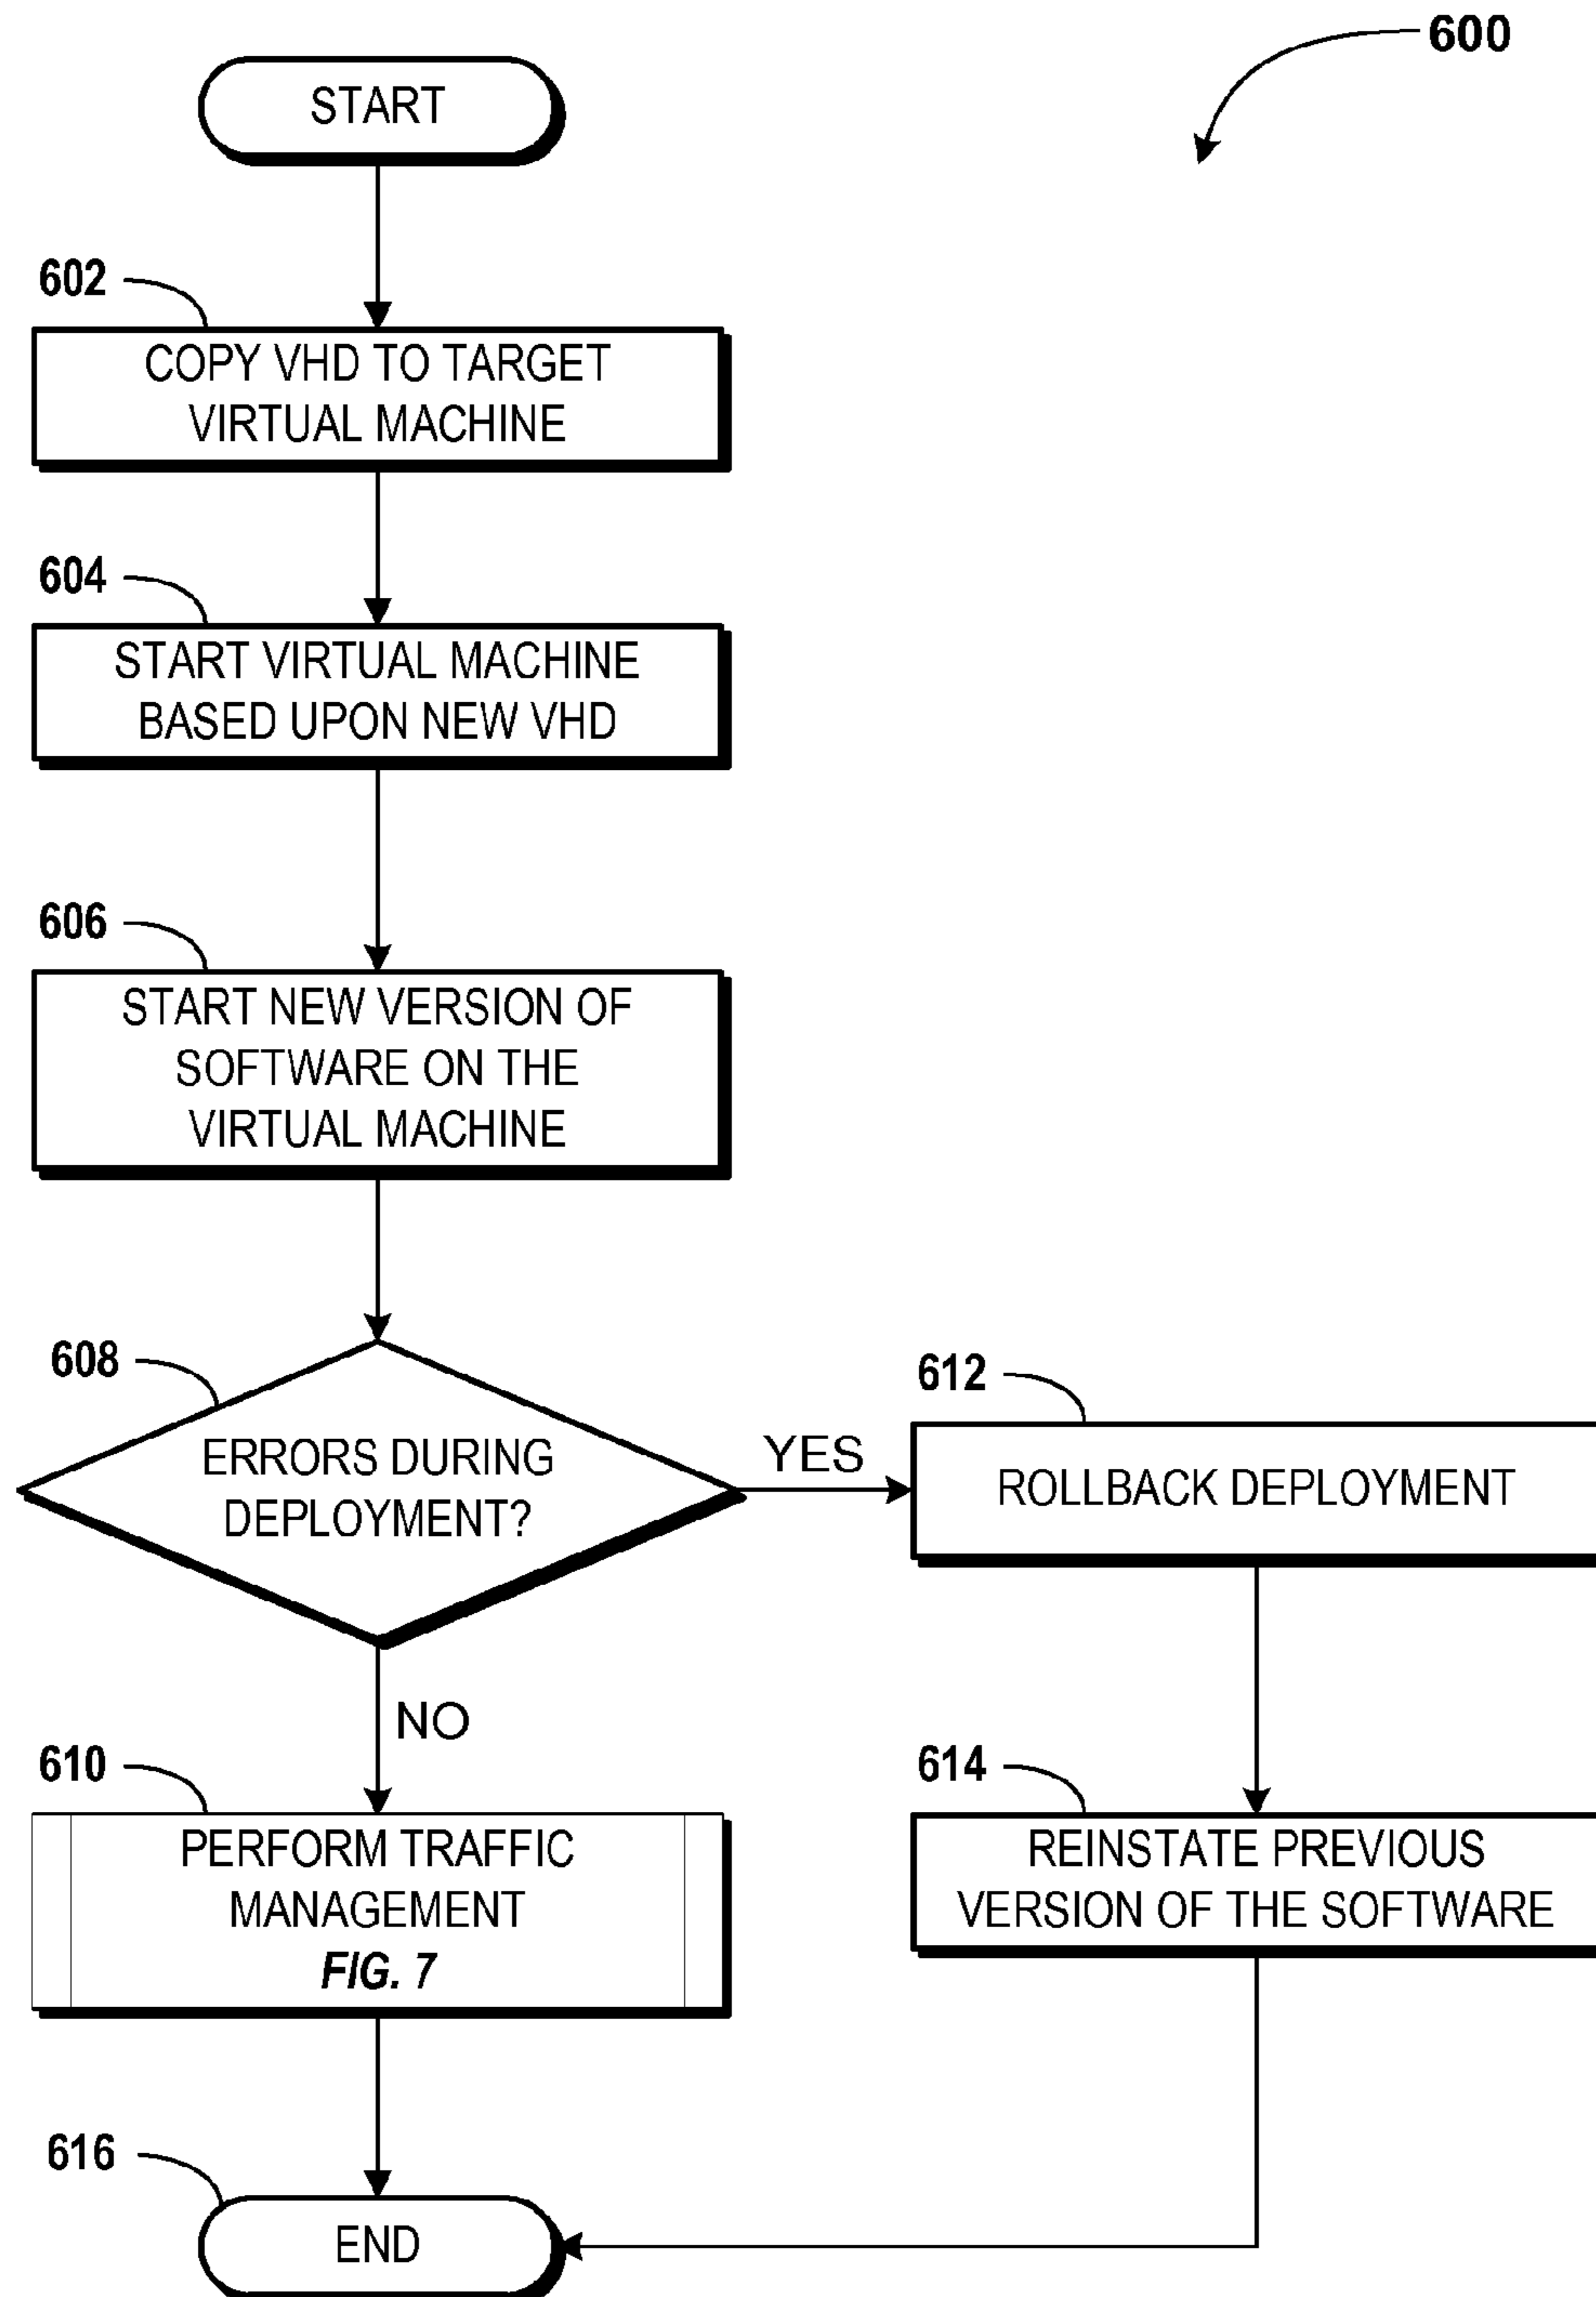 600
START
602
COPY VHD TO TARGET
VIRTUAL MACHINE
604
START VIRTUAL MACHINE
BASED UPON NEW VHD
606
START NEW VERSION OF
SOFTWARE ON THE
VIRTUAL MACHINE
608
ERRORS DURING
DEPLOYMENT?
YES
612
ROLLBACK DEPLOYMENT
NO
610
PERFORM TRAFFIC
MANAGEMENT
FIG. 7
614
REINSTATE PREVIOUS
VERSION OF THE SOFTWARE
616
END